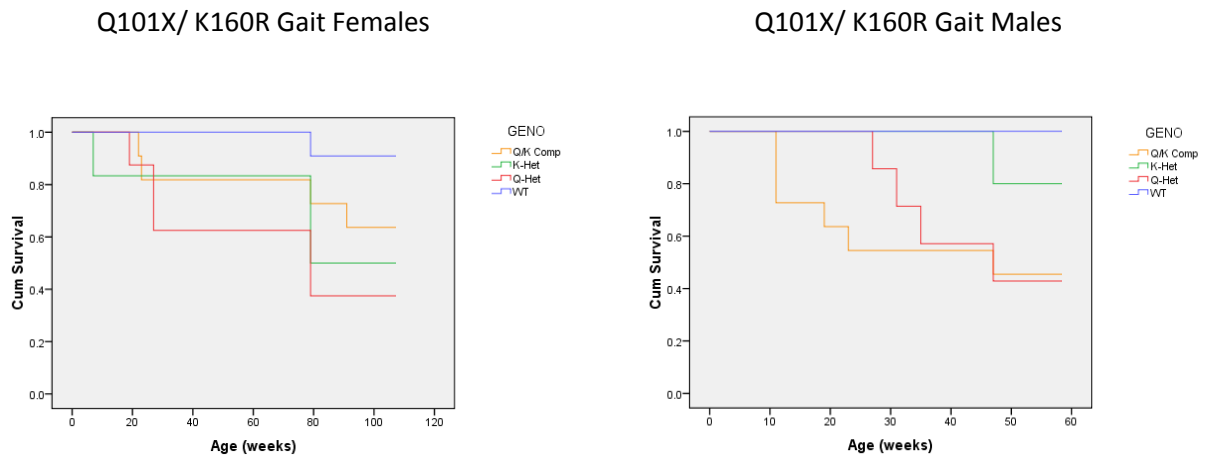 Q101X/ K160R Gait Females
1.0
0.8
0.6
0.4
0.2
0.0
Cum Survival
0
20
40
60
80
100
120
Age (weeks)
GENO
Q/K Comp
K-Het
Q-Het
WT
Q101X/ K160R Gait Males
1.0
0.8
0.6
0.4
0.2
0.0
Cum Survival
0
10
20
30
40
50
60
Age (weeks)
GENO
Q/K Comp
K-Het
Q-Het
WT